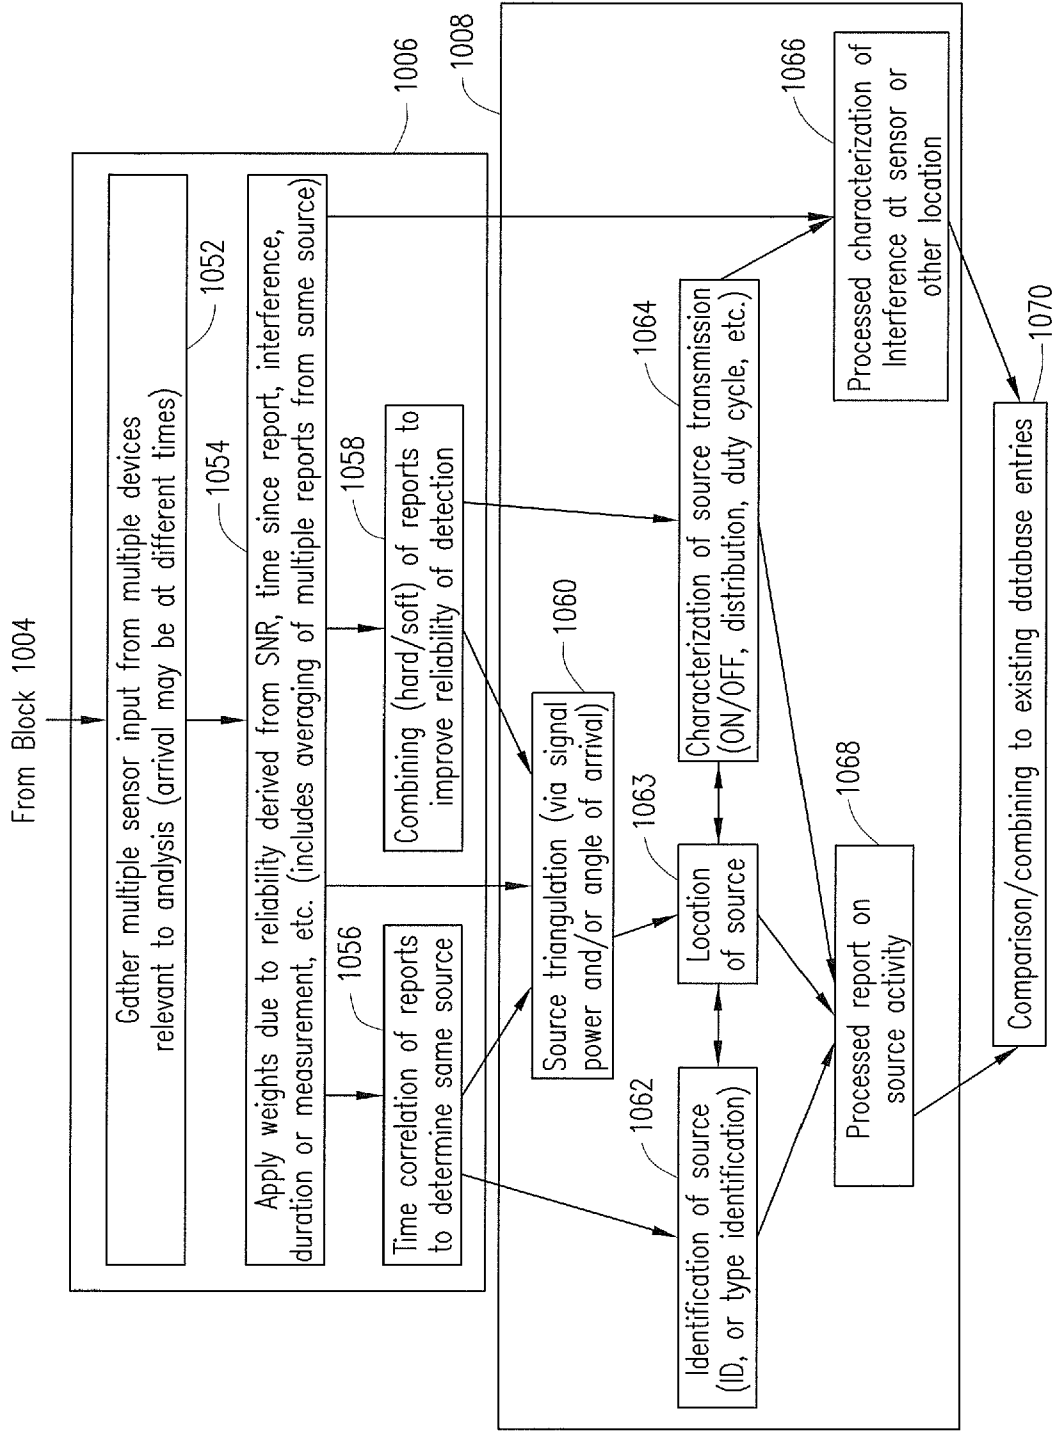 From Block 1004
1006
Gather multiple sensor input from multiple devices
relevant to analysis (arrival may be at different times)
1052
1054
Apply weights due to reliability derived from SNR, time since report, interference,
duration or measurement, etc. (includes averaging of multiple reports from same source)
1056
Time correlation of reports
to determine same source
1058
Combining (hard/soft) of reports to
improve reliability of detection
1008
1060
Source triangulation (via signal
power and/or angle of arrival)
1062
Identification of source
(ID, or type identification)
1063
Location
of source
1064
Characterization of source transmission
(ON/OFF, distribution, duty cycle, etc.)
1066
Processed characterization of
Interference at sensor or
other location
1068
Processed report on
source activity
1070
Comparison/combining to existing database entries